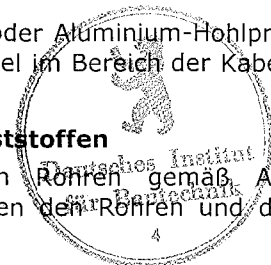 oder Aluminium-Hohlpr
el im Bereich der Kabe
ststoffen
Deutsches Institut
n Rohren gemäß A
für Bautechnik
en den Rohren und d
4